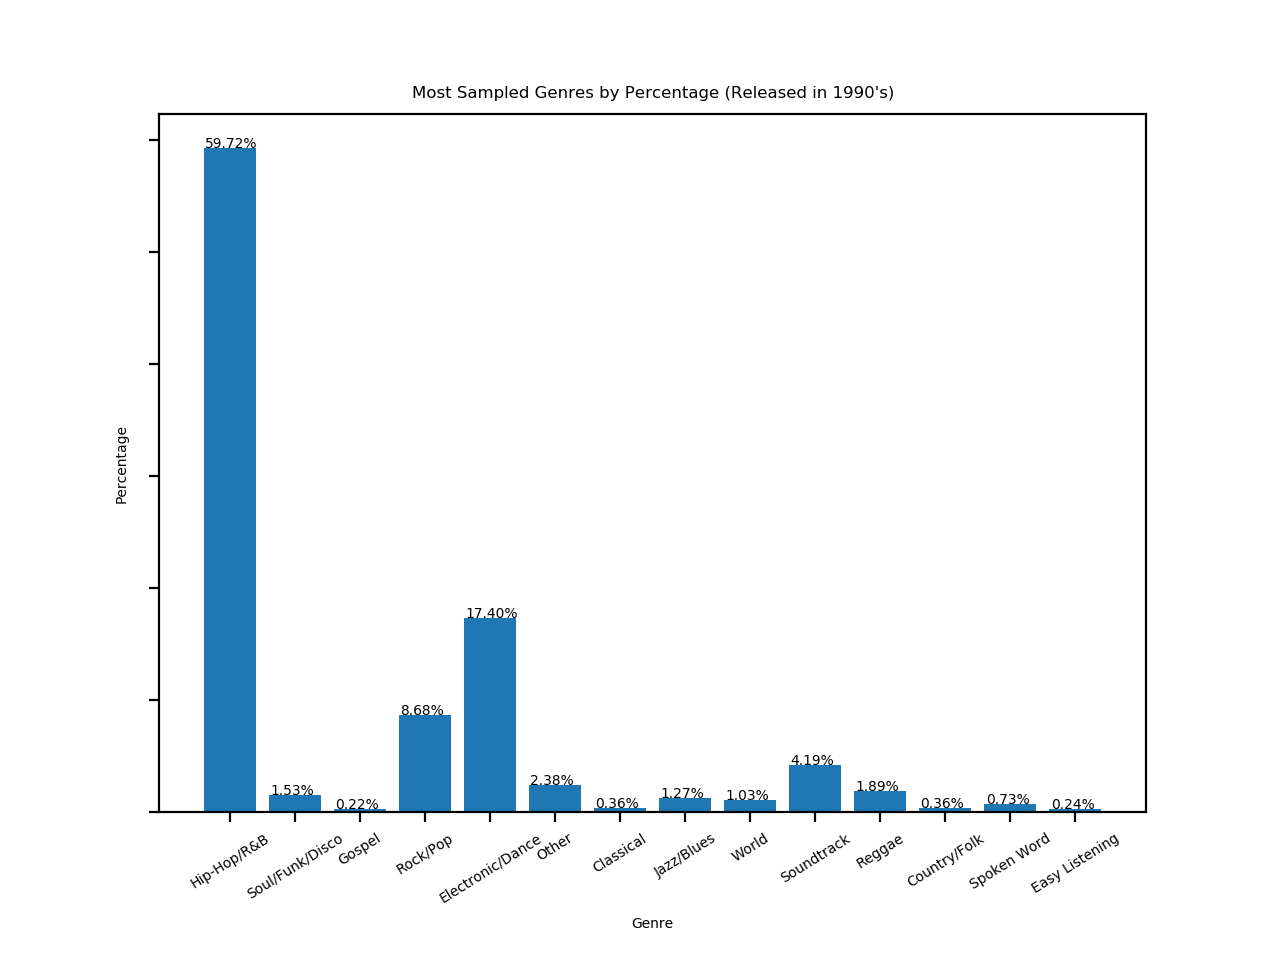 Most Sampled Genres by Percentage (Released in 1990's)
Percentage
59.72%
1.53%
0.22%
8.68%
17.40%
2.38%
0.36%
1.27%
1.03%
4.19%
1.89%
0.36%
0.73%
0.24%
Hip-Hop/R&B
Soul/Funk/Disco
Gospel
Rock/Pop
Electronic/Dance
Other
Classical
Jazz/Blues
World
Soundtrack
Reggae
Country/Folk
Spoken Word
Easy Listening
Genre